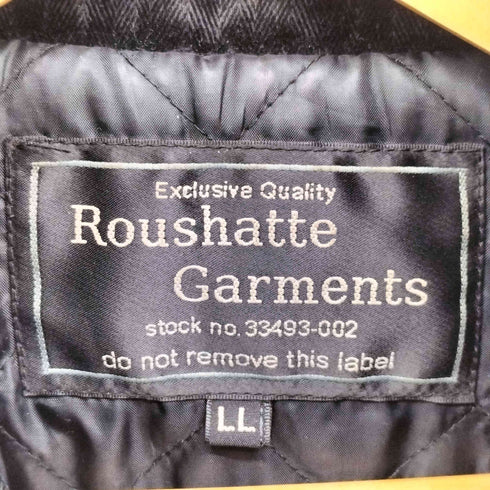 Exclusive Quality
Roushatte
Garments
stock no. 33493-002
do not remove this label
LL